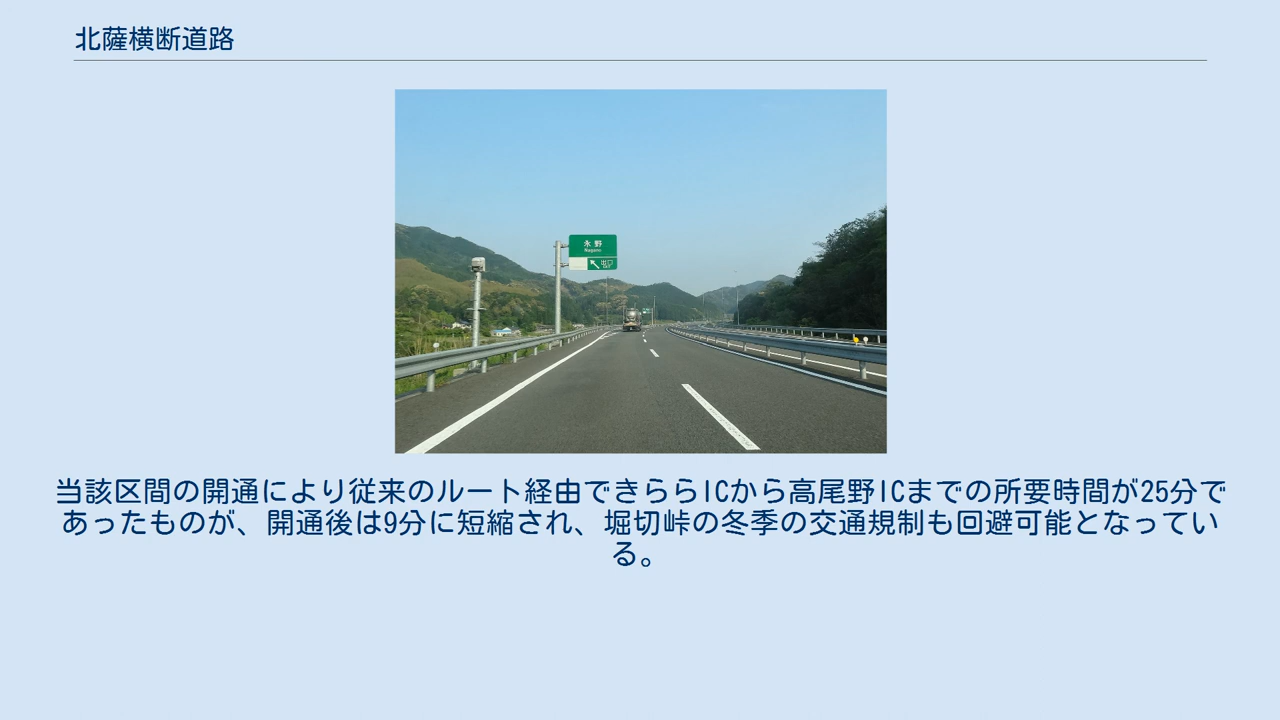 北薩横断道路
永野
Nagano
出口
EXIT
当該区間の開通により従来のルート経由できららICから高尾野ICまでの所要時間が25分で
あったものが、開通後は9分に短縮され、堀切峠の冬季の交通規制も回避可能となってい
る。